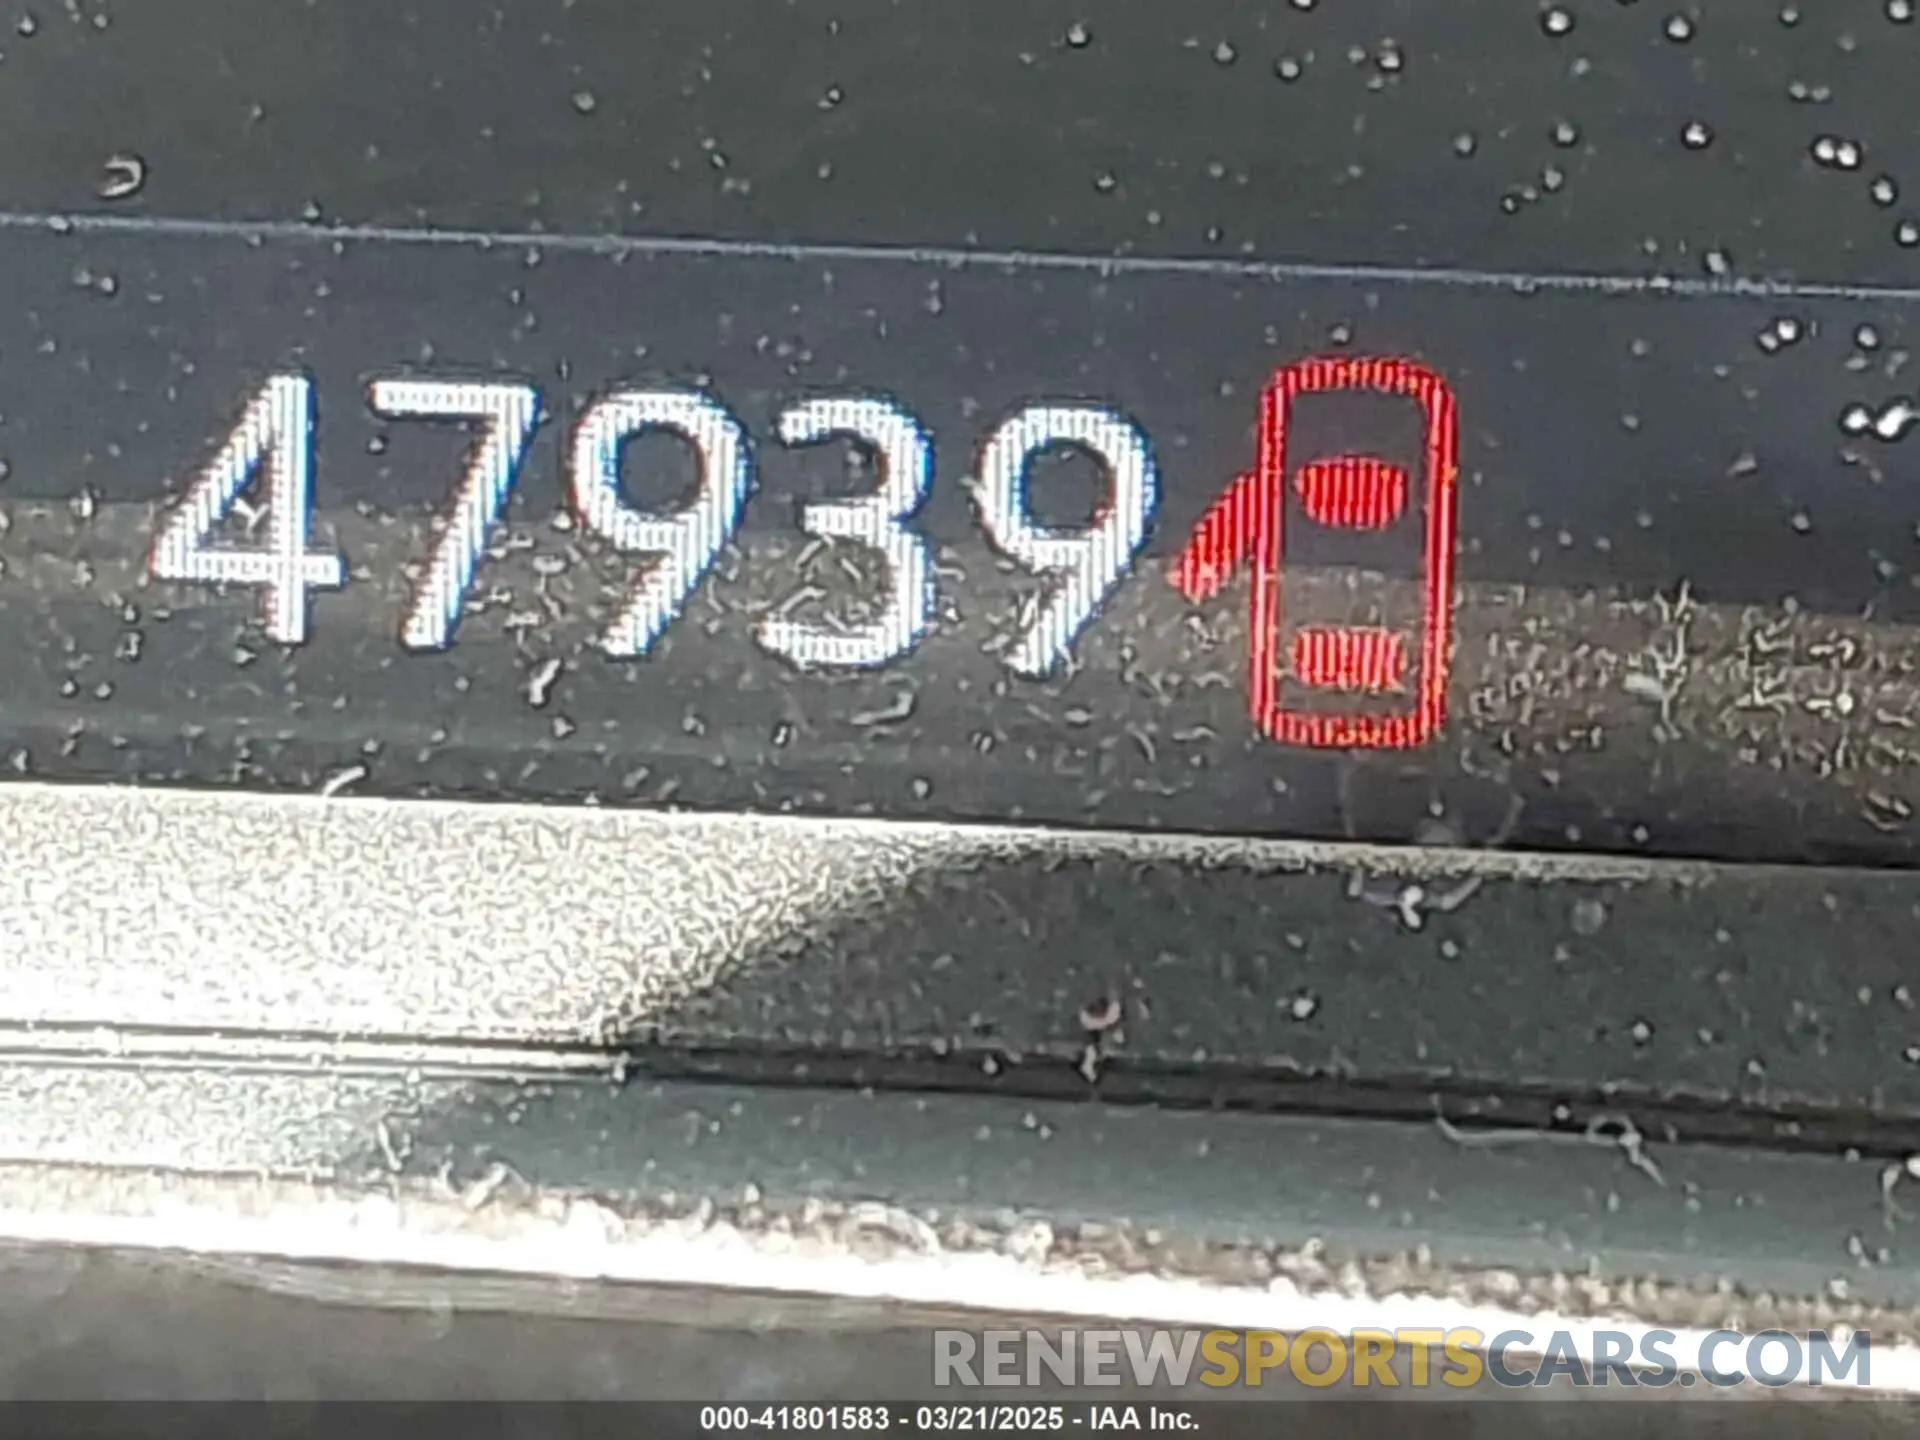 47939
RENEWSPORTSCARS.COM
000-41801583 - 03/21/2025 - IAA Inc.